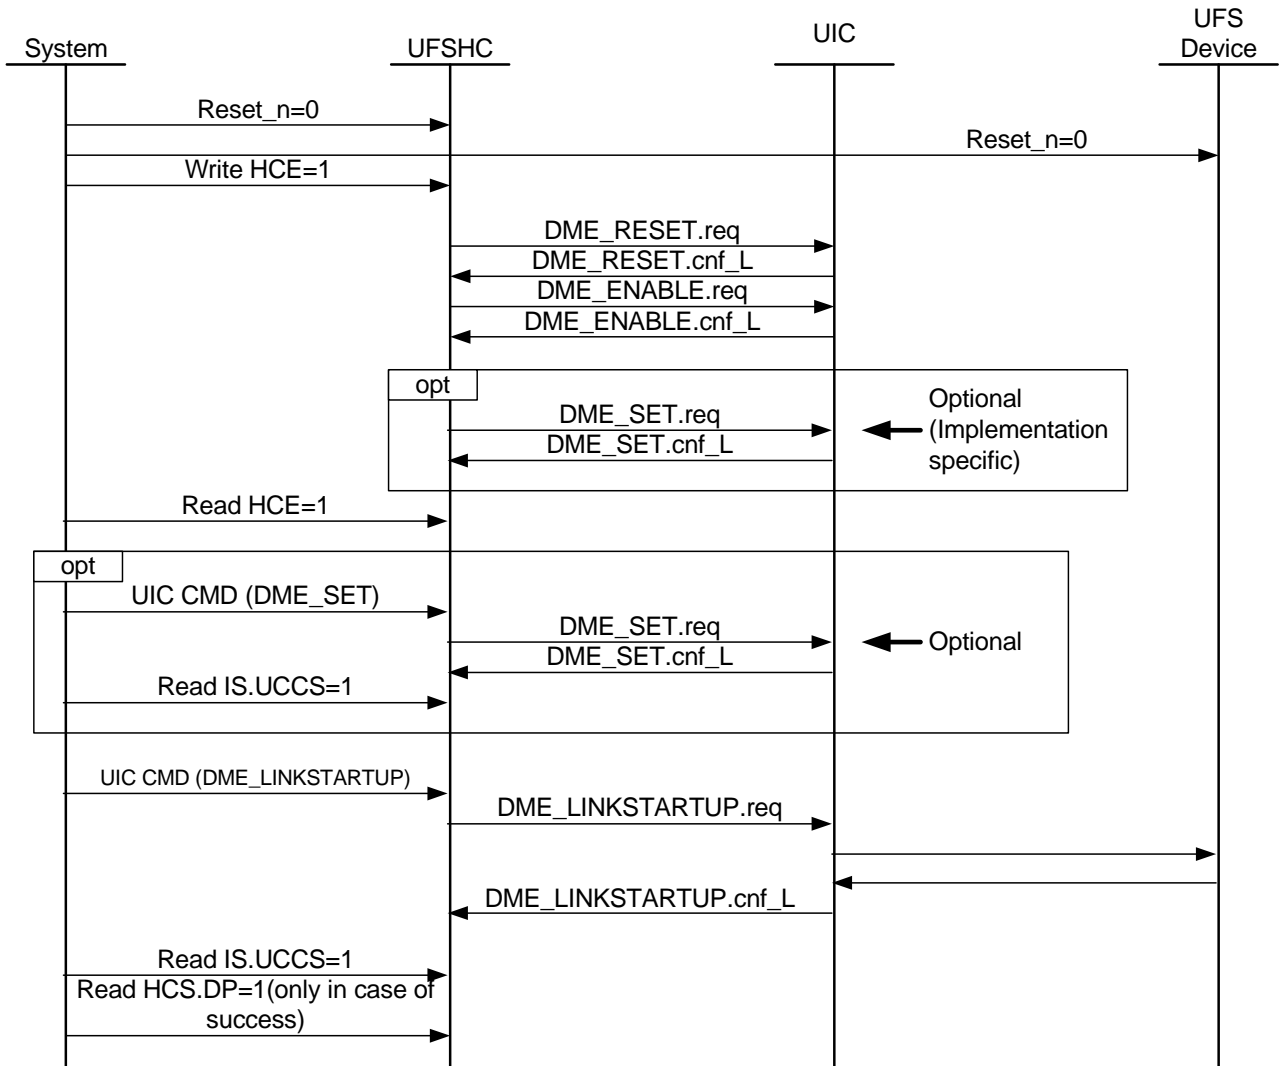 System
UFSHC
UIC
UFS
Device
Reset_n=0
Reset_n=0
Write HCE=1
DME_RESET.req
DME_RESET.cnf_L
DME_ENABLE.req
DME_ENABLE.cnf_L
opt
DME_SET.req
DME_SET.cnf_L
Optional
(Implementation
specific)
Read HCE=1
opt
UIC CMD (DME_SET)
DME_SET.req
DME_SET.cnf_L
Optional
Read IS.UCCS=1
UIC CMD (DME_LINKSTARTUP)
DME_LINKSTARTUP.req
DME_LINKSTARTUP.cnf_L
Read IS.UCCS=1
Read HCS.DP=1(only in case of
success)